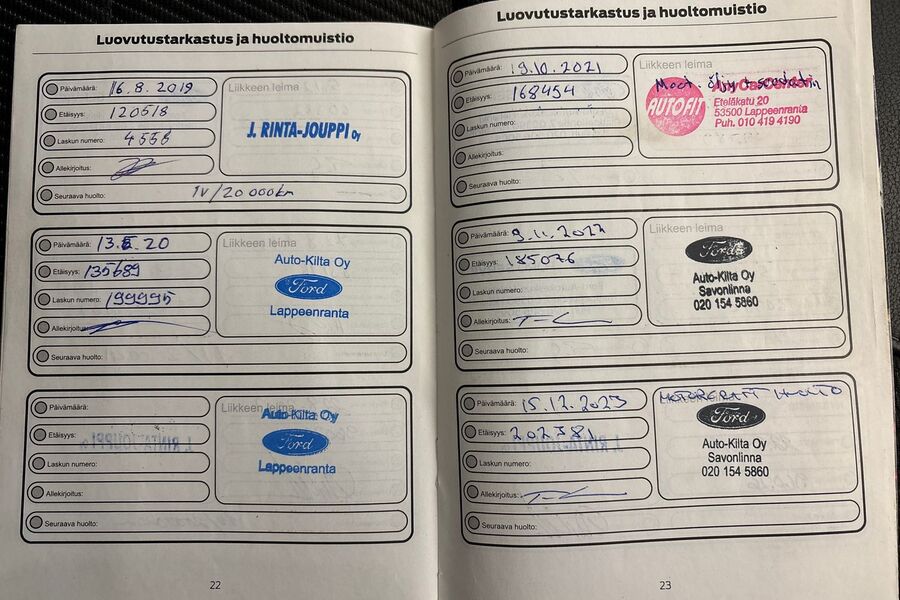 Luovutustarkastus ja huoltomuistio
Päivämäärä: 16.8.2019
Etäisyys: 120518
Laskun numero: 4558
Allekirjoitus:
Seuraava huolto: 1V/20 000km
Liikkeen leima
J. RINTA-JOUPPI Oy
Päivämäärä: 13. 20
Etäisyys: 135689
Laskun numero: 199995
Allekirjoitus:
Seuraava huolto:
Liikkeen leima
Auto-Kilta Oy
Ford
Lappeenranta
Päivämäärä:
Etäisyys:
Laskun numero:
Allekirjoitus:
Seuraava huolto:
Liikkeen leima
Auto-Kilta Oy
Ford
Lappeenranta
22
Luovutustarkastus ja huoltomuistio
Päivämäärä: 19.10.2021
Etäisyys: 168454
Laskun numero:
Allekirjoitus:
Seuraava huolto:
Liikkeen leima
AUTOFIT
Eteläkatu 20
53500 Lappeenranta
Puh. 010 419 4190
Päivämäärä: 9.11.2022
Etäisyys: 185076
Laskun numero:
Allekirjoitus:
Seuraava huolto:
Liikkeen leima
Ford
Auto-Kilta Oy
Savonlinna
020 154 5860
Päivämäärä: 15.12.2023
Etäisyys: 202381
Laskun numero:
Allekirjoitus:
Seuraava huolto:
MOTORCRAFT HUOLTO
Liikkeen leima
Ford
Auto-Kilta Oy
Savonlinna
020 154 5860
23